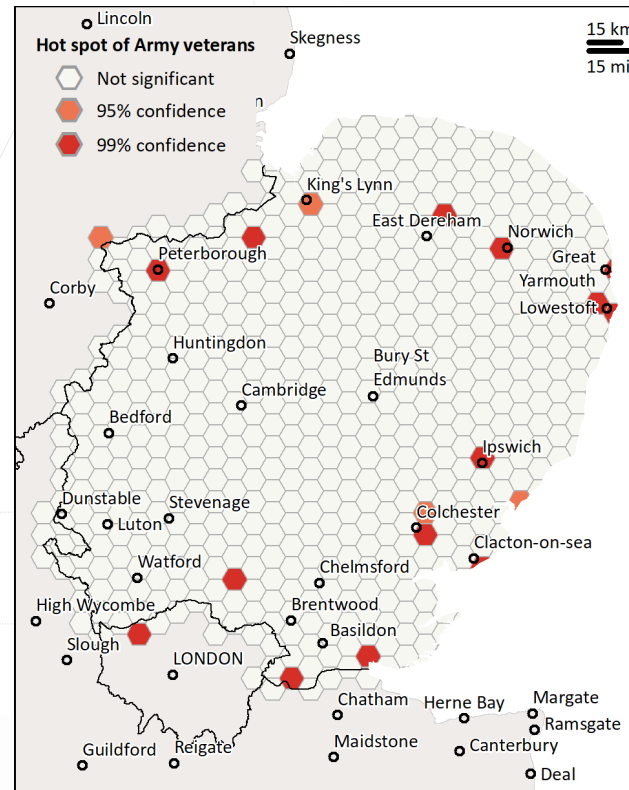 Lincoln
Hot spot of Army veterans
Skegness
15 km
15 mi
Not significant
95% confidence
n
99% confidence
King's Lynn
East Dereham
Norwich
Peterborough
Great
Yarmouth
Corby
Lowestoft
Huntingdon
Bury St
Edmunds
Cambridge
Bedford
Ipswich
Dunstable
Stevenage
Colchester
Luton
Clacton-on-sea
Watford
Chelmsford
High Wycombe
Brentwood
Basildon
Slough
LONDON
Chatham
Herne Bay
Margate
Ramsgate
Guildford
Reigate
Maidstone
Canterbury
Deal